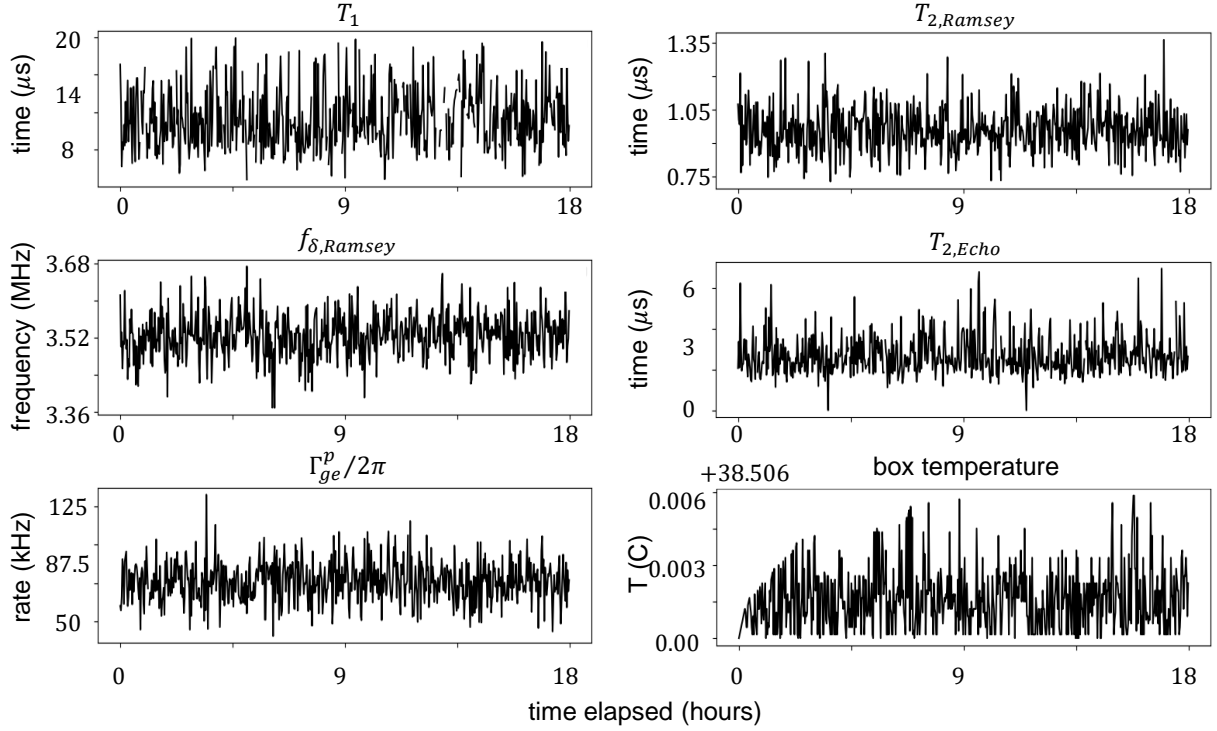 T₁
time (μs)
20
14
8
0 9 18
T₂,Ramsey
time (μs)
1.35
1.05
0.75
0 9 18
f_δ,Ramsey
frequency (MHz)
3.68
3.52
3.36
0 9 18
T₂,Echo
time (μs)
6
3
0
0 9 18
Γᵖ_ge/2π
rate (kHz)
125
87.5
50
0 9 18
+38.506 box temperature
T (C)
0.006
0.003
0.00
0 9 18
time elapsed (hours)